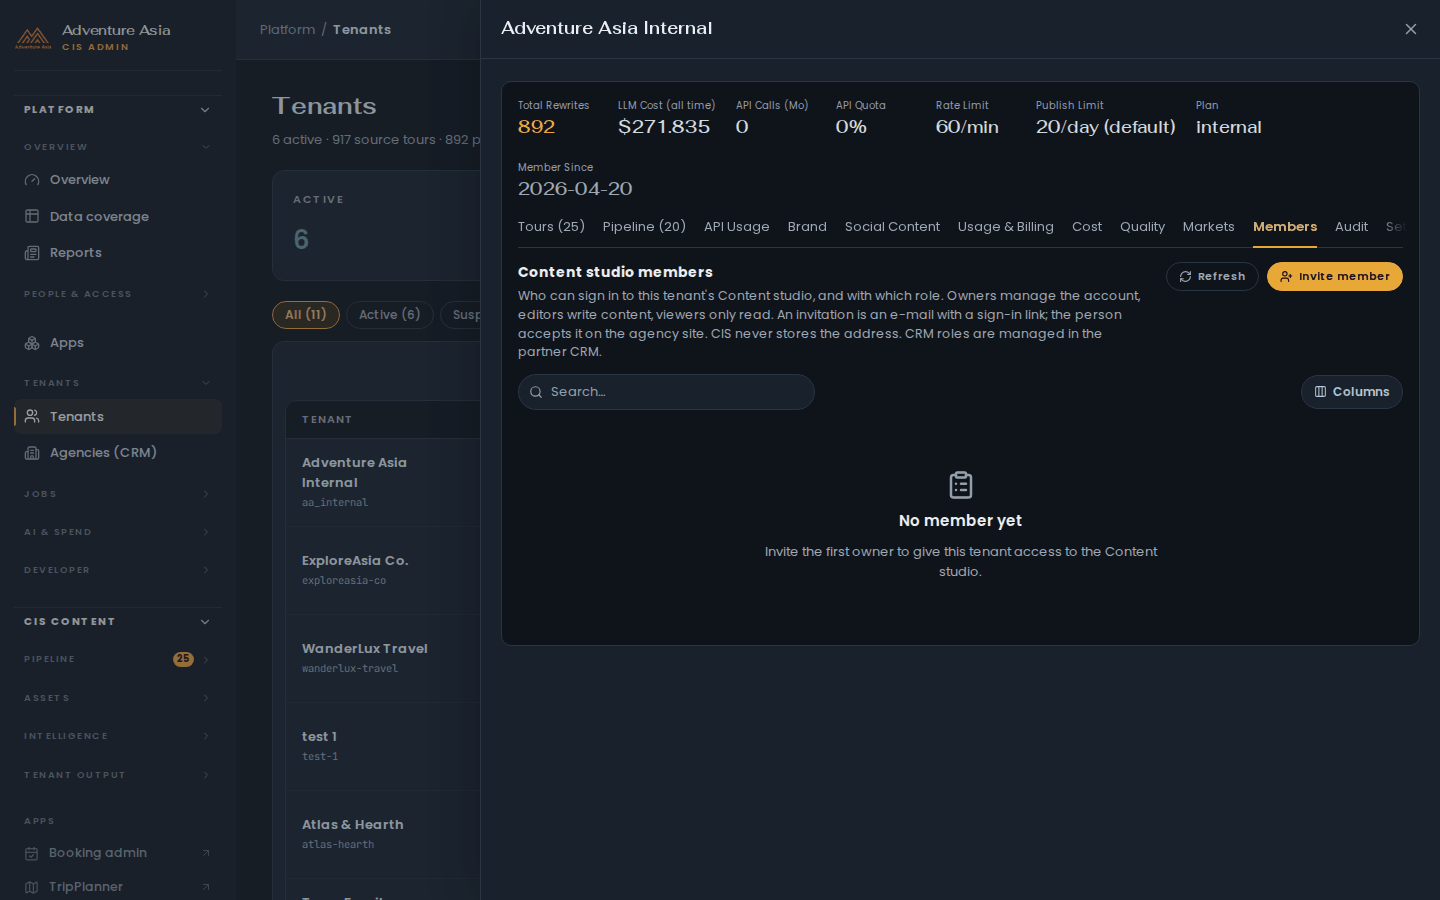 Adventure Asia
CIS ADMIN
Adventure Asia
PLATFORM
OVERVIEW
Overview
Data coverage
Reports
PEOPLE & ACCESS
Apps
TENANTS
Tenants
Agencies (CRM)
JOBS
AI & SPEND
DEVELOPER
CIS CONTENT
PIPELINE 25
ASSETS
INTELLIGENCE
TENANT OUTPUT
APPS
Booking admin
TripPlanner
Platform / Tenants
Tenants
6 active · 917 source tours · 892 p
ACTIVE
6
All (11) Active (6) Susp
TENANT
Adventure Asia
Internal
aa_internal
ExploreAsia Co.
exploreasia-co
WanderLux Travel
wanderlux-travel
test 1
test-1
Atlas & Hearth
atlas-hearth
Adventure Asia Internal
Total Rewrites LLM Cost (all time) API Calls (Mo) API Quota Rate Limit Publish Limit Plan
892 $271.835 0 0% 60/min 20/day (default) internal
Member Since
2026-04-20
Tours (25) Pipeline (20) API Usage Brand Social Content Usage & Billing Cost Quality Markets Members Audit Set
Content studio members
Refresh Invite member
Who can sign in to this tenant's Content studio, and with which role. Owners manage the account,
editors write content, viewers only read. An invitation is an e-mail with a sign-in link; the person
accepts it on the agency site. CIS never stores the address. CRM roles are managed in the
partner CRM.
Search... Columns
No member yet
Invite the first owner to give this tenant access to the Content
studio.